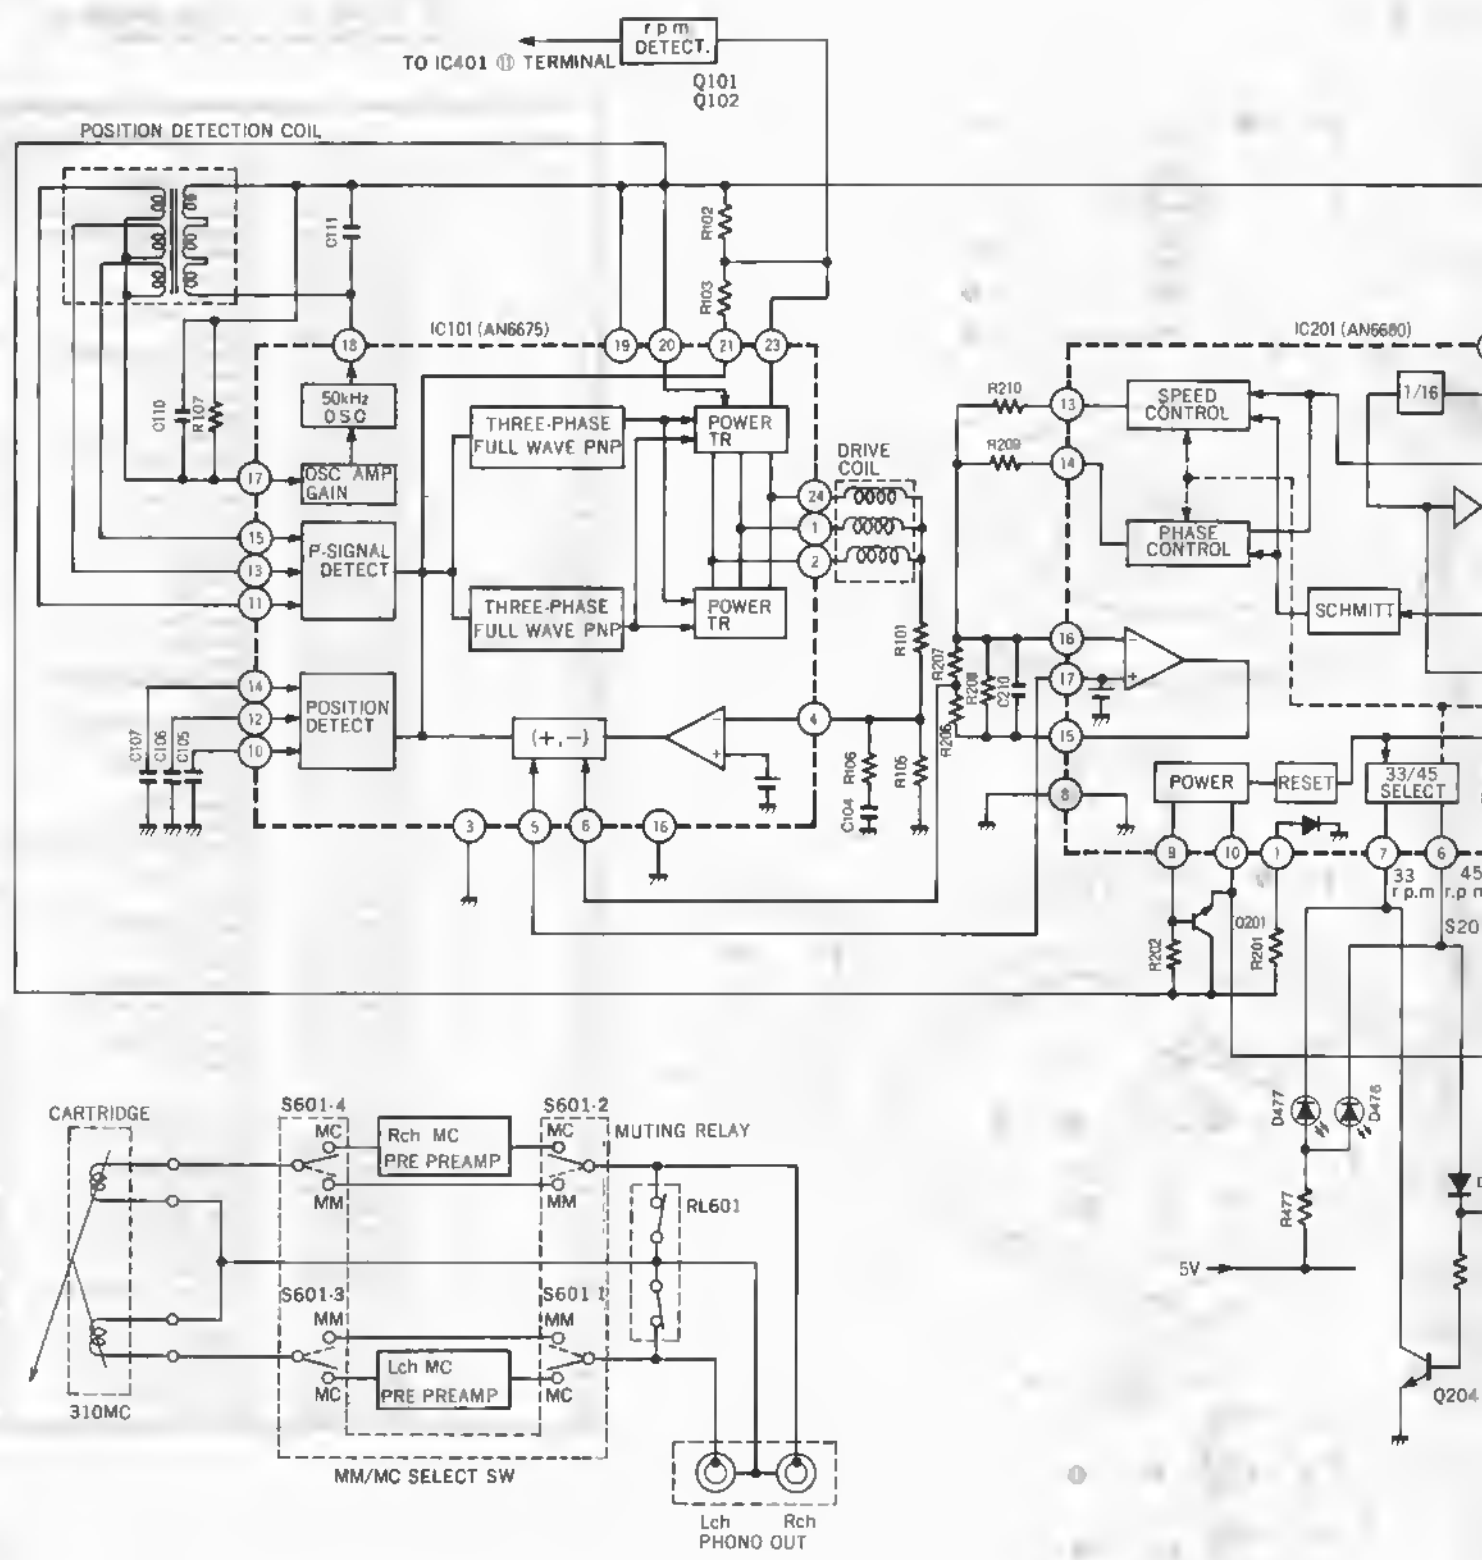 rpm
DETECT.
TO IC401 ⑪ TERMINAL
Q101
Q102
POSITION DETECTION COIL
C111
R102
R103
IC101 (AN6675)
IC201 (AN6680)
18
19
20
21
23
C110
R107
50kHz
OSC
OSC AMP
GAIN
17
THREE-PHASE
FULL WAVE PNP
POWER
TR
DRIVE
COIL
24
1
2
15
13
11
P-SIGNAL
DETECT
THREE-PHASE
FULL WAVE PNP
POWER
TR
R210
13
R209
14
SPEED
CONTROL
1/16
PHASE
CONTROL
SCHMITT
R101
R207
R208
C210
R206
16
17
15
8
14
12
10
POSITION
DETECT
C107
C106
C105
(+,−)
−
+
4
R106
C104
R105
−
+
3
5
6
16
POWER
RESET
33/45
SELECT
9
10
1
7
6
33
r p.m
45
r.p m
S20
Q201
R202
R201
D477
D476
R477
5V
D
Q204
CARTRIDGE
310MC
S601-4
MC
MM
Rch MC
PRE PREAMP
S601-2
MC
MM
MUTING RELAY
RL601
S601-3
MM
MC
Lch MC
PRE PREAMP
S601 1
MM
MC
MM/MC SELECT SW
Lch
Rch
PHONO OUT